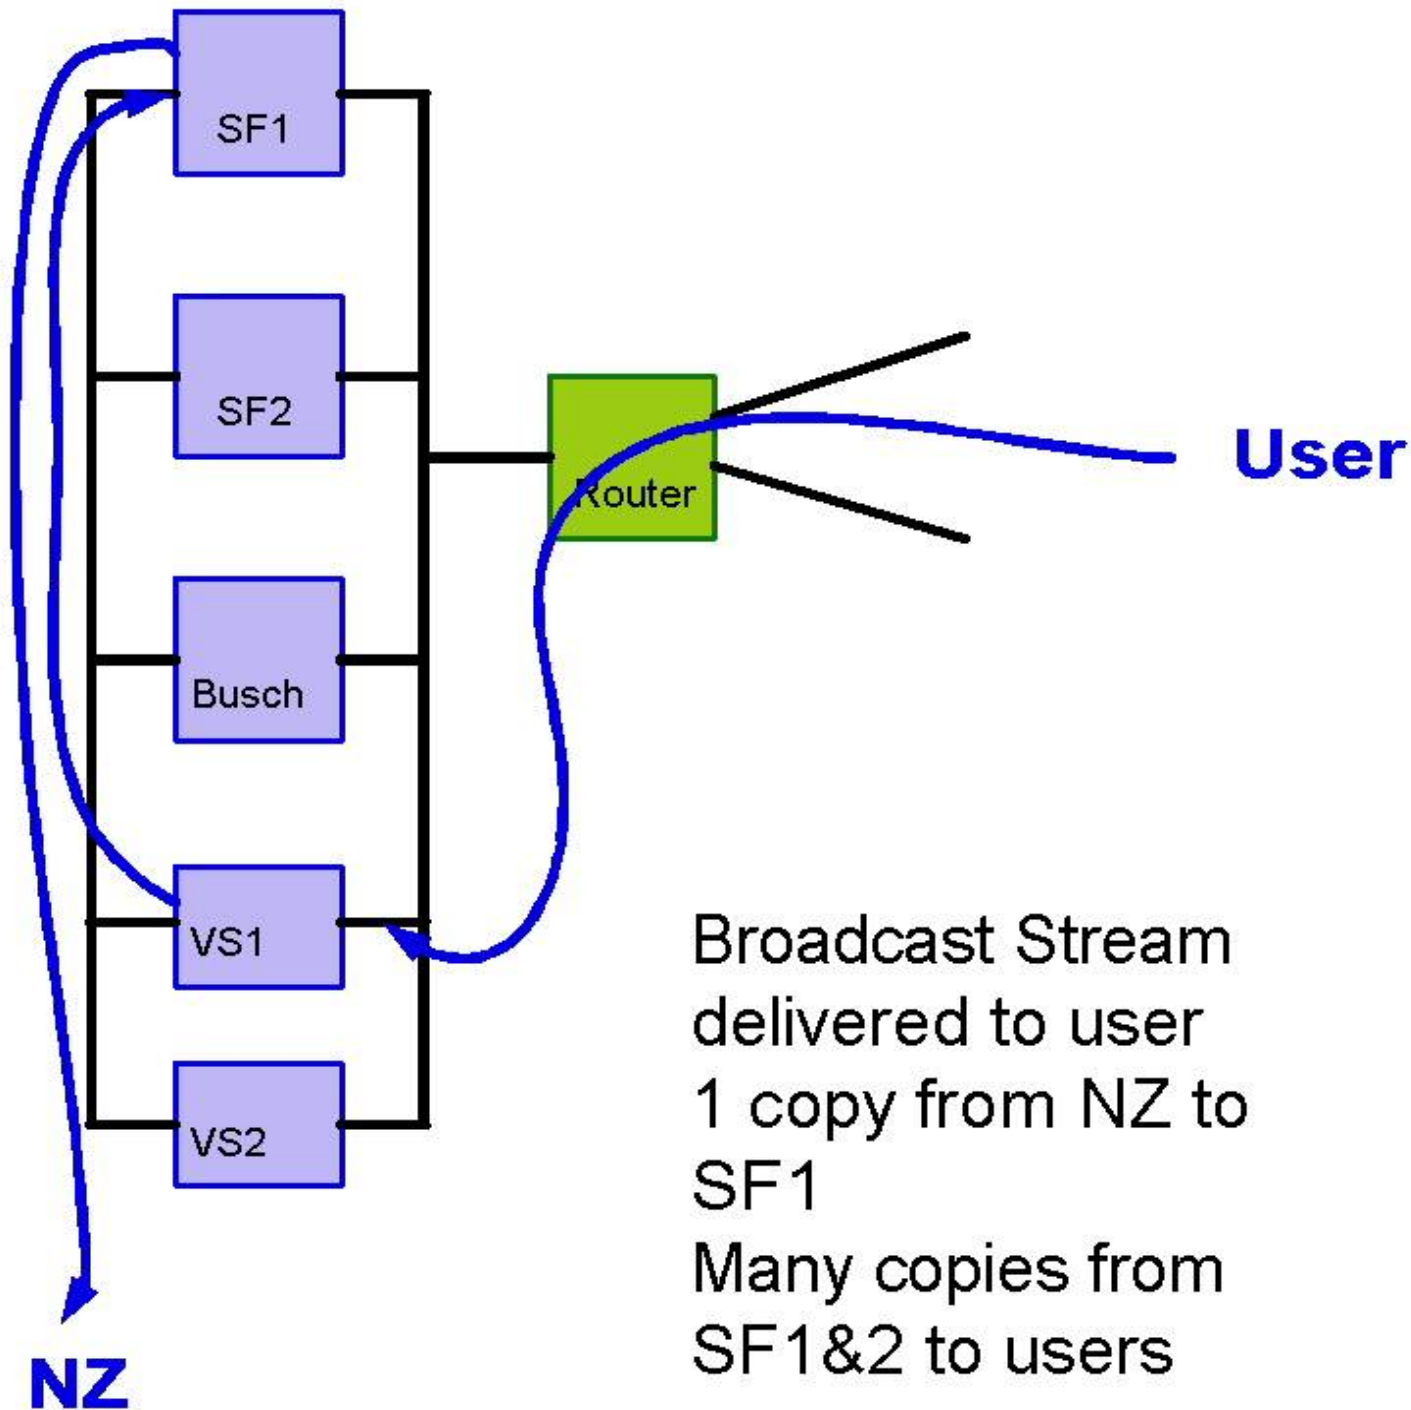 SF1
SF2
Router
User
Busch
VS1
VS2
Broadcast Stream
delivered to user
1 copy from NZ to
SF1
Many copies from
SF1&2 to users
NZ